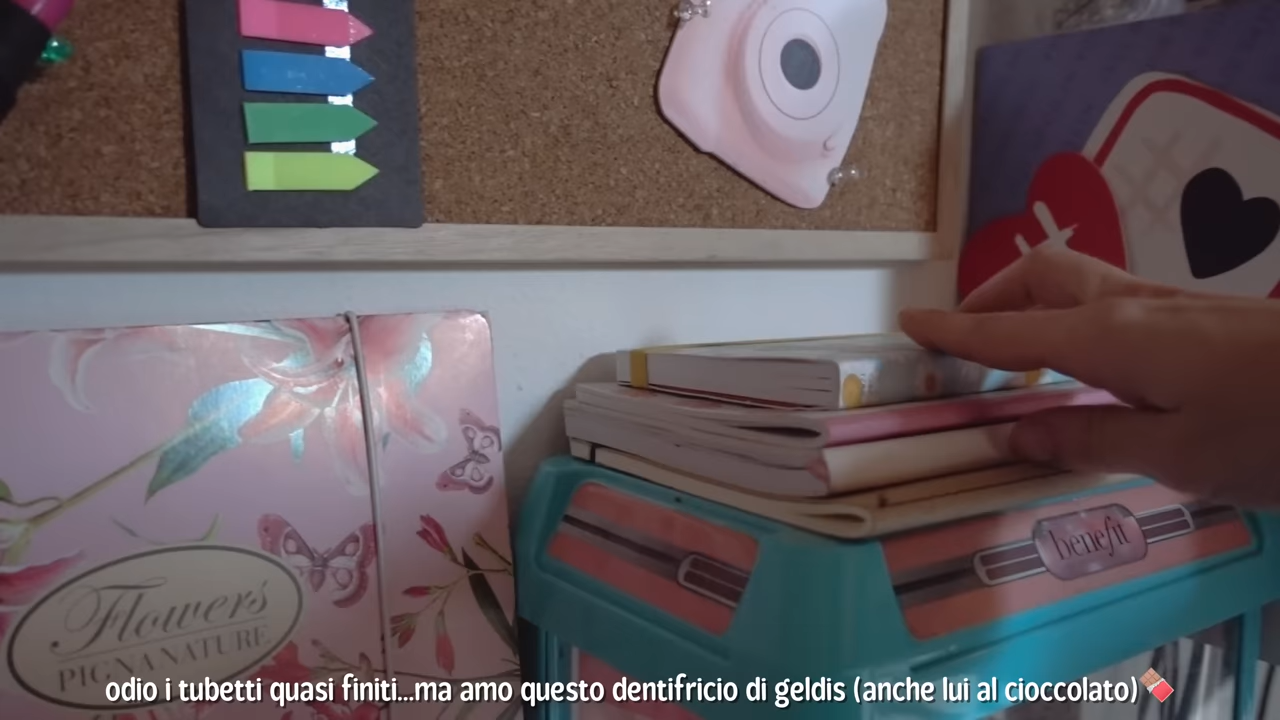 Flowers
PIGNA NATURE
benefit
odio i tubetti quasi finiti...ma amo questo dentifricio di geldis (anche lui al cioccolato)🍫